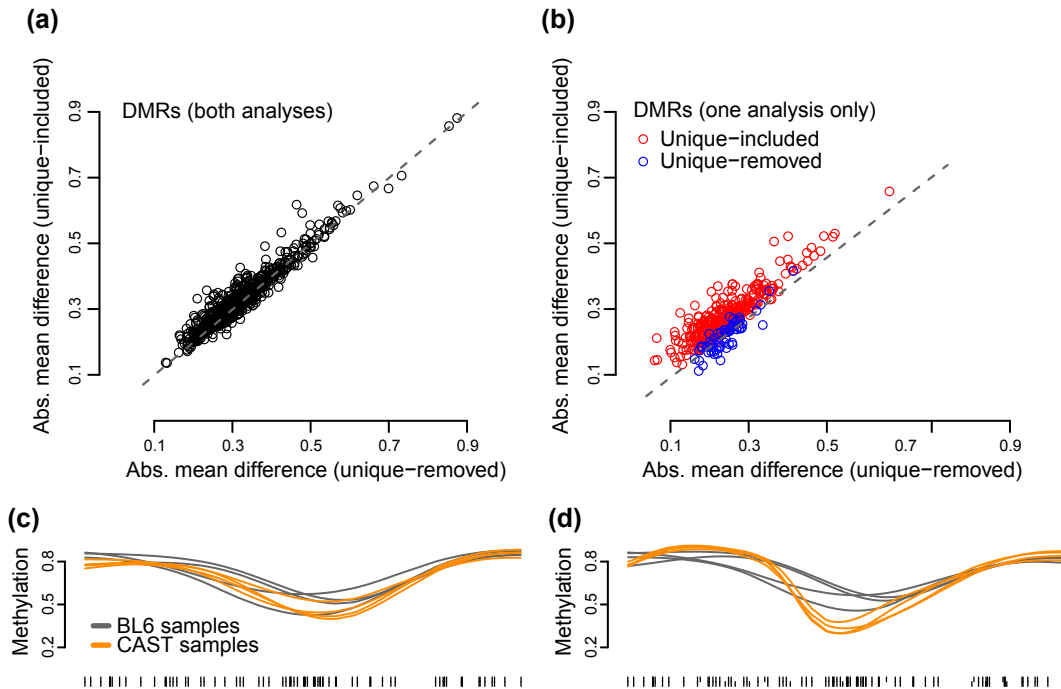 (a)
Abs. mean difference (unique−included)
0.9
0.7
0.5
0.3
0.1
DMRs (both analyses)
0.1 0.3 0.5 0.7 0.9
Abs. mean difference (unique−removed)
(b)
Abs. mean difference (unique−included)
0.9
0.7
0.5
0.3
0.1
DMRs (one analysis only)
Unique−included
Unique−removed
0.1 0.3 0.5 0.7 0.9
Abs. mean difference (unique−removed)
(c)
Methylation
0.8
0.5
0.2
BL6 samples
CAST samples
(d)
Methylation
0.8
0.5
0.2